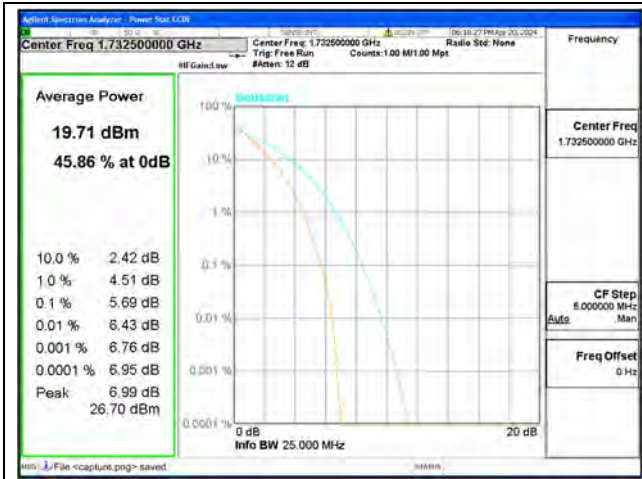 Agilent Spectrum Analyzer - Power Stat CCDF
Center Freq 1.732500000 GHz
Center Freq: 1.732500000 GHz
Trig: Free Run
Counts:1.00 M/1.00 Mpt
#IFGain:Low
#Atten: 12 dB
06:18:27 PM Apr 20, 2024
Radio Std: None
Frequency
Average Power
19.71 dBm
45.86 % at 0dB
10.0 % 2.42 dB
1.0 % 4.51 dB
0.1 % 5.69 dB
0.01 % 6.43 dB
0.001 % 6.76 dB
0.0001 % 6.95 dB
Peak 6.99 dB
26.70 dBm
Gaussian
100 %
10 %
1 %
0.1 %
0.01 %
0.001 %
0.0001 %
0 dB
20 dB
Info BW 25.000 MHz
Center Freq
1.732500000 GHz
CF Step
5.000000 MHz
Auto Man
Freq Offset
0 Hz
MSG
File <capture.png> saved
STATUS